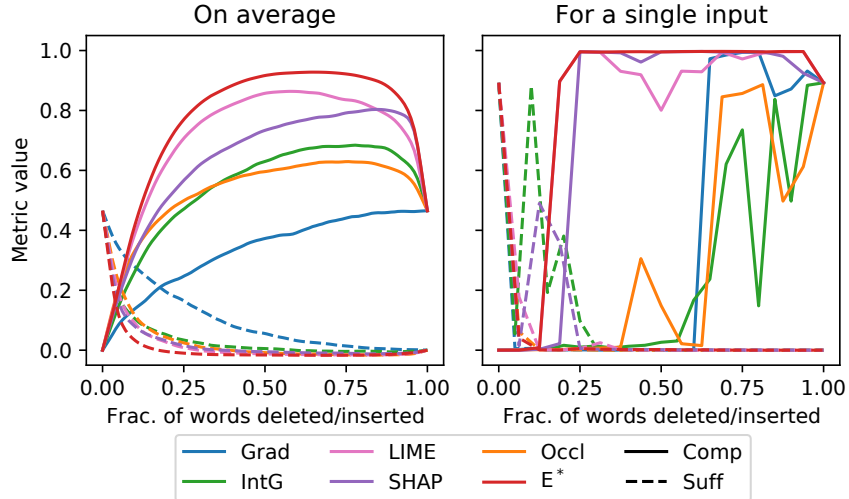 On average
For a single input
Metric value
1.0
0.8
0.6
0.4
0.2
0.0
0.00 0.25 0.50 0.75 1.00
0.00 0.25 0.50 0.75 1.00
Frac. of words deleted/inserted
Frac. of words deleted/inserted
Grad LIME Occl Comp
IntG SHAP E* Suff